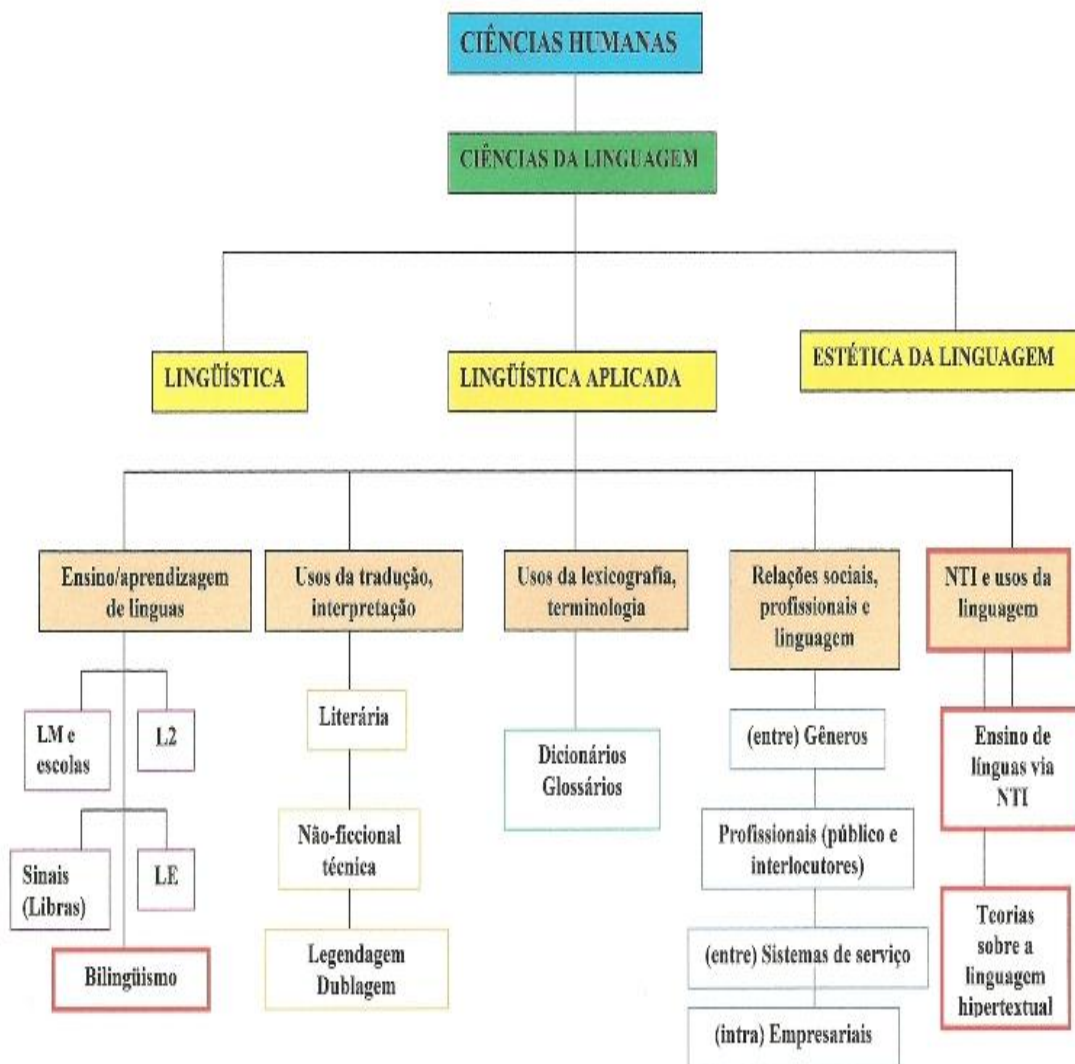 CIÊNCIAS HUMANAS
CIÊNCIAS DA LINGUAGEM
LINGÜÍSTICA
LINGÜÍSTICA APLICADA
ESTÉTICA DA LINGUAGEM
Ensino/aprendizagem
de línguas
Usos da tradução,
interpretação
Usos da lexicografia,
terminologia
Relações sociais,
profissionais e
linguagem
NTI e usos da
linguagem
LM e
escolas
L2
Sinais
(Libras)
LE
Bilingüismo
Literária
Não-ficcional
técnica
Legendagem
Dublagem
Dicionários
Glossários
(entre) Gêneros
Profissionais (público e
interlocutores)
(entre) Sistemas de serviço
(intra) Empresariais
Ensino de
línguas via
NTI
Teorias
sobre a
linguagem
hipertextual